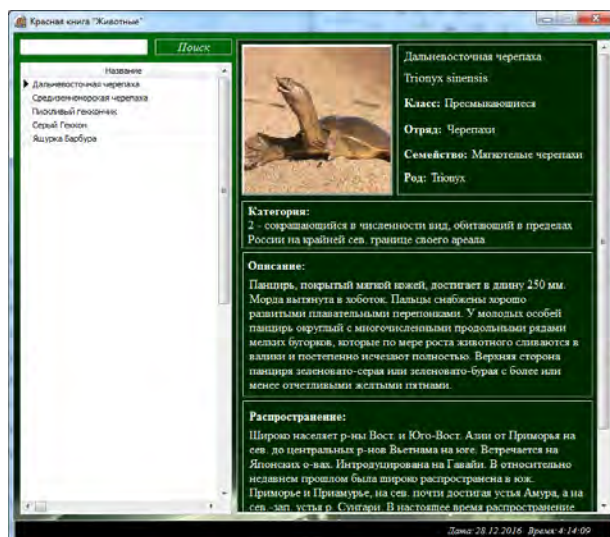 Красная книга "Животные"
Поиск
Название
Дальневосточная черепаха
Средиземноморская черепаха
Писклявый геккончик
Серый Геккон
Ящурка Барбура
Дальневосточная черепаха
Trionyx sinensis
Класс: Пресмыкающиеся
Отряд: Черепахи
Семейство: Мягкотелые черепахи
Род: Trionyx
Категория:
2 - сокращающийся в численности вид, обитающий в пределах
России на крайней сев. границе своего ареала
Описание:
Панцирь, покрытый мягкой кожей, достигает в длину 250 мм.
Морда вытянута в хоботок. Пальцы снабжены хорошо
развитыми плавательными перепонками. У молодых особей
панцирь округлый с многочисленными продольными рядами
мелких бугорков, которые по мере роста животного сливаются в
валики и постепенно исчезают полностью. Верхняя сторона
панциря зеленовато-серая или зеленовато-бурая с более или
менее отчетливыми желтыми пятнами.
Распространение:
Широко населяет р-ны Вост. и Юго-Вост. Азии от Приморья на
сев. до центральных р-нов Вьетнама на юге. Встречается на
Японских о-вах. Интродуцирована на Гавайи. В относительно
недавнем прошлом была широко распространена в юж.
Приморье и Приамурье, на сев. почти достигая устья Амура, а на
сев.-зап. устья р. Сунгари. В настоящее время распространение
Дата:28.12.2016 Время:4:14:09